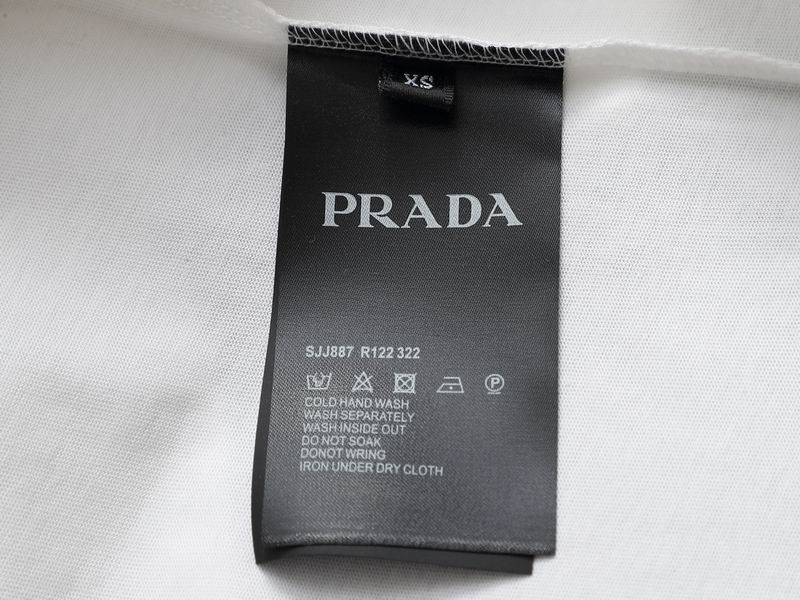 XS
PRADA
SJJ887 R122 322
COLD HAND WASH
WASH SEPARATELY
WASH INSIDE OUT
DO NOT SOAK
DONOT WRING
IRON UNDER DRY CLOTH